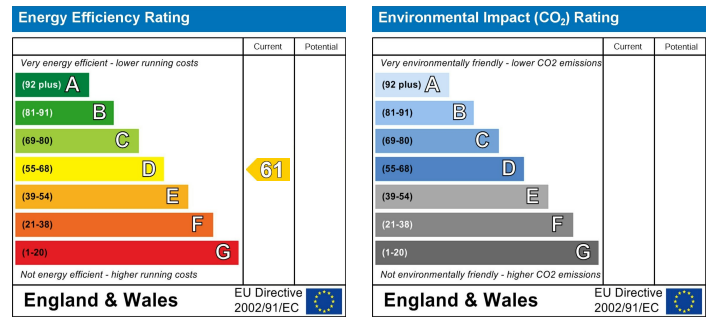 Energy Efficiency Rating
Current Potential
Very energy efficient - lower running costs
(92 plus) A
(81-91) B
(69-80) C
(55-68) D 61
(39-54) E
(21-38) F
(1-20) G
Not energy efficient - higher running costs
England & Wales
EU Directive
2002/91/EC
Environmental Impact (CO₂) Rating
Current Potential
Very environmentally friendly - lower CO2 emissions
(92 plus) A
(81-91) B
(69-80) C
(55-68) D
(39-54) E
(21-38) F
(1-20) G
Not environmentally friendly - higher CO2 emissions
England & Wales
EU Directive
2002/91/EC